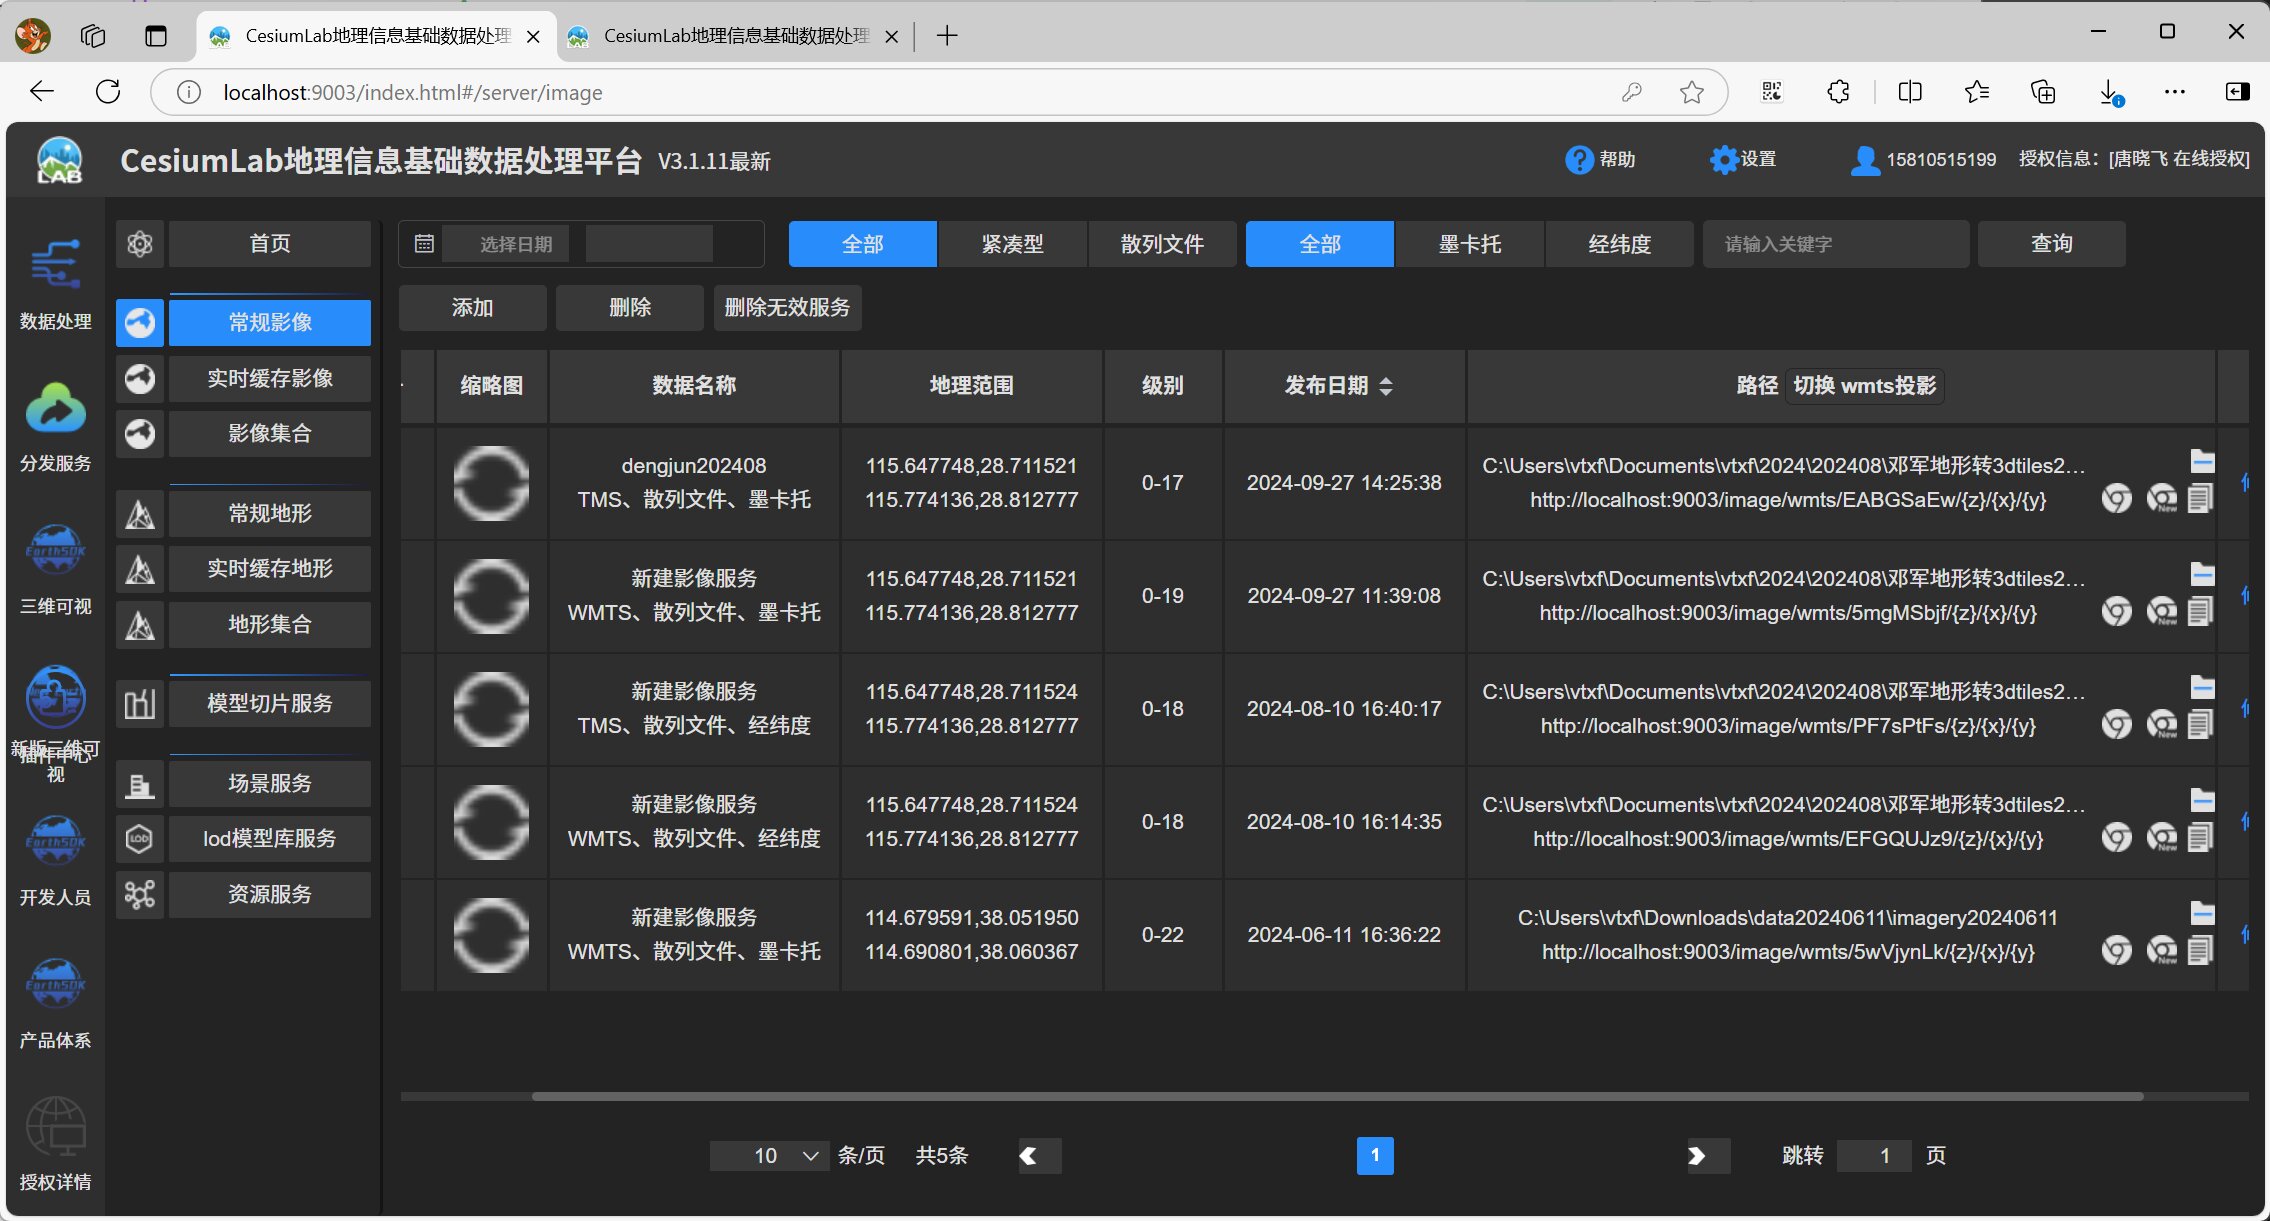 CesiumLab地理信息基础数据处理
CesiumLab地理信息基础数据处理
localhost:9003/index.html#/server/image
LAB
CesiumLab地理信息基础数据处理平台 V3.1.11最新
帮助
设置
15810515199
授权信息：[唐晓飞 在线授权]
数据处理
分发服务
EarthSDK
三维可视
新版三维可视
插件中心
EarthSDK
开发人员
EarthSDK
产品体系
授权详情
首页
常规影像
实时缓存影像
影像集合
常规地形
实时缓存地形
地形集合
模型切片服务
场景服务
LOD
lod模型库服务
资源服务
选择日期
全部
紧凑型
散列文件
全部
墨卡托
经纬度
请输入关键字
查询
添加
删除
删除无效服务
缩略图
数据名称
地理范围
级别
发布日期
路径 切换 wmts投影
dengjun202408
TMS、散列文件、墨卡托
115.647748,28.711521
115.774136,28.812777
0-17
2024-09-27 14:25:38
C:\Users\vtxf\Documents\vtxf\2024\202408\邓军地形转3dtiles2…
http://localhost:9003/image/wmts/EABGSaEw/{z}/{x}/{y}
New
新建影像服务
WMTS、散列文件、墨卡托
115.647748,28.711521
115.774136,28.812777
0-19
2024-09-27 11:39:08
C:\Users\vtxf\Documents\vtxf\2024\202408\邓军地形转3dtiles2…
http://localhost:9003/image/wmts/5mgMSbjf/{z}/{x}/{y}
New
新建影像服务
TMS、散列文件、经纬度
115.647748,28.711524
115.774136,28.812777
0-18
2024-08-10 16:40:17
C:\Users\vtxf\Documents\vtxf\2024\202408\邓军地形转3dtiles2…
http://localhost:9003/image/wmts/PF7sPtFs/{z}/{x}/{y}
New
新建影像服务
WMTS、散列文件、经纬度
115.647748,28.711524
115.774136,28.812777
0-18
2024-08-10 16:14:35
C:\Users\vtxf\Documents\vtxf\2024\202408\邓军地形转3dtiles2…
http://localhost:9003/image/wmts/EFGQUJz9/{z}/{x}/{y}
New
新建影像服务
WMTS、散列文件、墨卡托
114.679591,38.051950
114.690801,38.060367
0-22
2024-06-11 16:36:22
C:\Users\vtxf\Downloads\data20240611\imagery20240611
http://localhost:9003/image/wmts/5wVjynLk/{z}/{x}/{y}
New
10 条/页 共5条
1
跳转 1 页